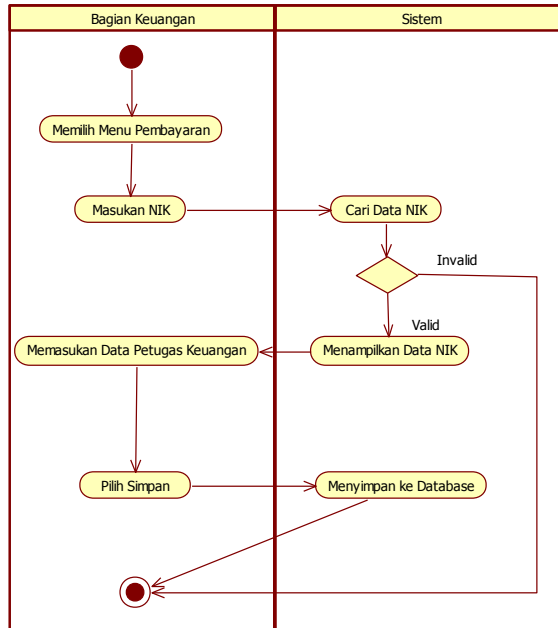 Bagian Keuangan
Sistem
Memilih Menu Pembayaran
Masukan NIK
Cari Data NIK
Invalid
Valid
Memasukan Data Petugas Keuangan
Menampilkan Data NIK
Pilih Simpan
Menyimpan ke Database